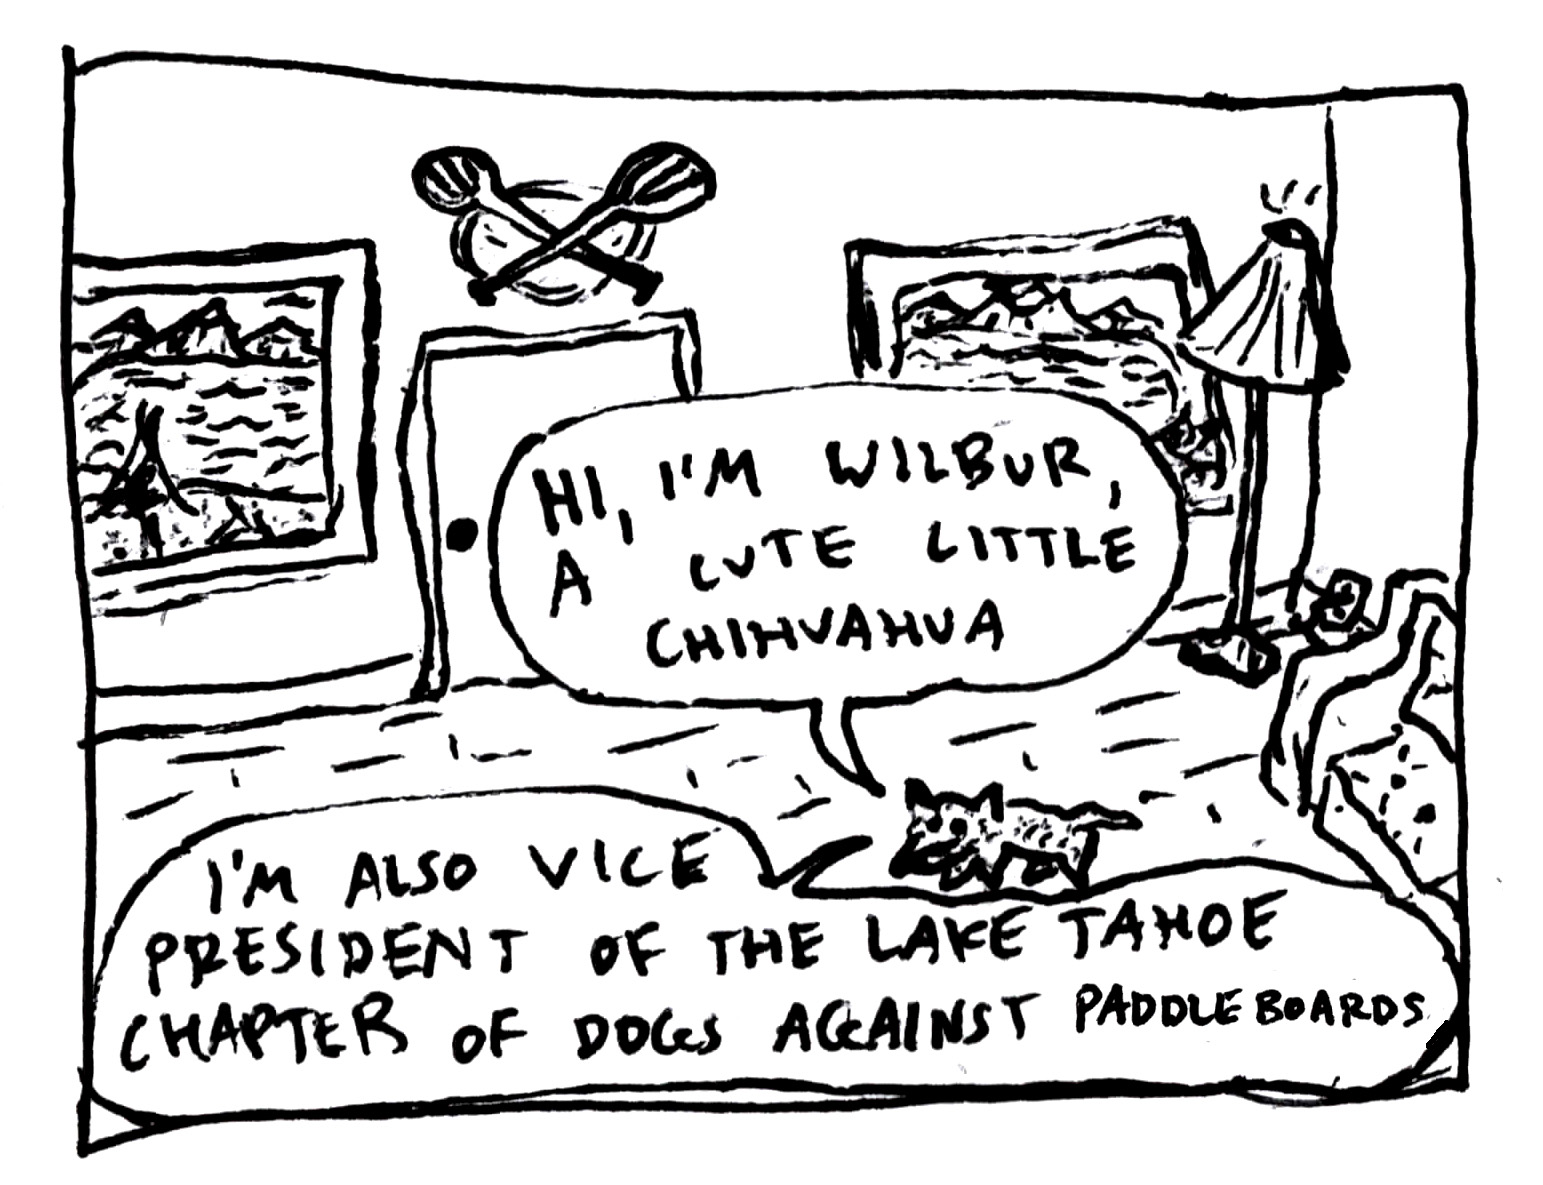 HI, I'M WILBUR,
A CUTE LITTLE
CHIHUAHUA
I'M ALSO VICE
PRESIDENT OF THE LAKE TAHOE
CHAPTER OF DOGS AGAINST PADDLEBOARDS